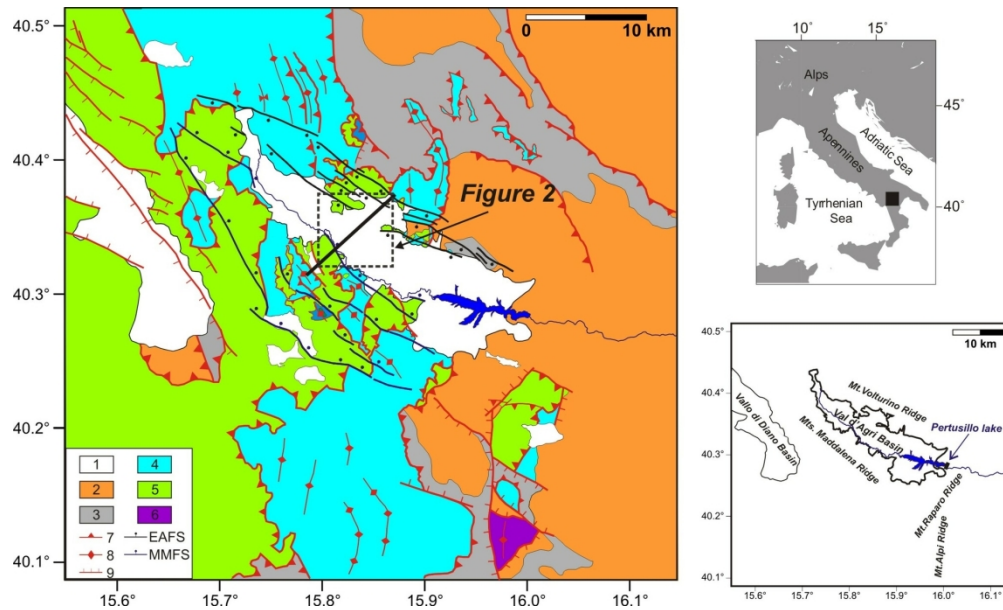 40.5°
40.4°
40.3°
40.2°
40.1°
0 10 km
Figure 2
1 4
2 5
3 6
7 EAFS
8 MMFS
9
15.6° 15.7° 15.8° 15.9° 16.0° 16.1°
10° 15°
Alps
45°
Apennines
Adriatic Sea
Tyrrhenian
Sea
40°
40.5°
40.4°
40.3°
40.2°
40.1°
10 km
Mt.Volturino Ridge
Vallo di Diano Basin
Val d'Agri Basin
Pertusillo lake
Mts. Maddalena Ridge
Mt.Raparo Ridge
Mt.Alpi Ridge
15.6° 15.7° 15.8° 15.9° 16.0° 16.1°